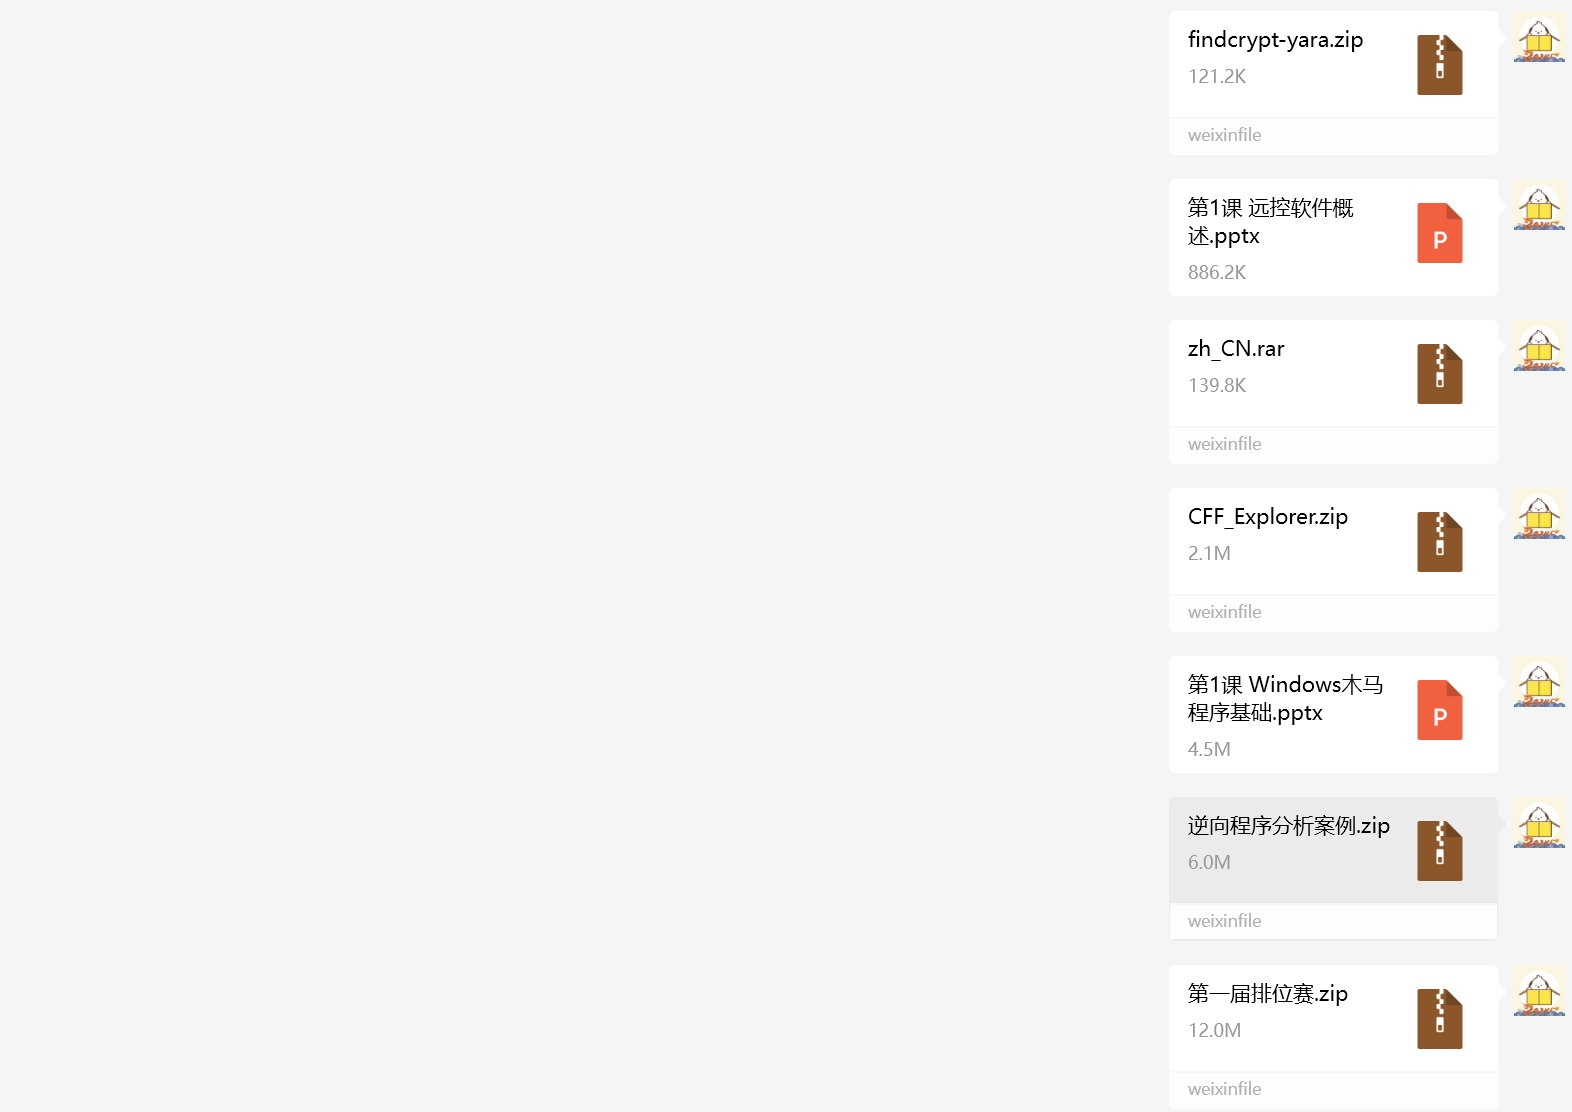 findcrypt-yara.zip
121.2K
weixinfile
第1课 远控软件概
述.pptx
886.2K
P
zh_CN.rar
139.8K
weixinfile
CFF_Explorer.zip
2.1M
weixinfile
第1课 Windows木马
程序基础.pptx
4.5M
P
逆向程序分析案例.zip
6.0M
weixinfile
第一届排位赛.zip
12.0M
weixinfile